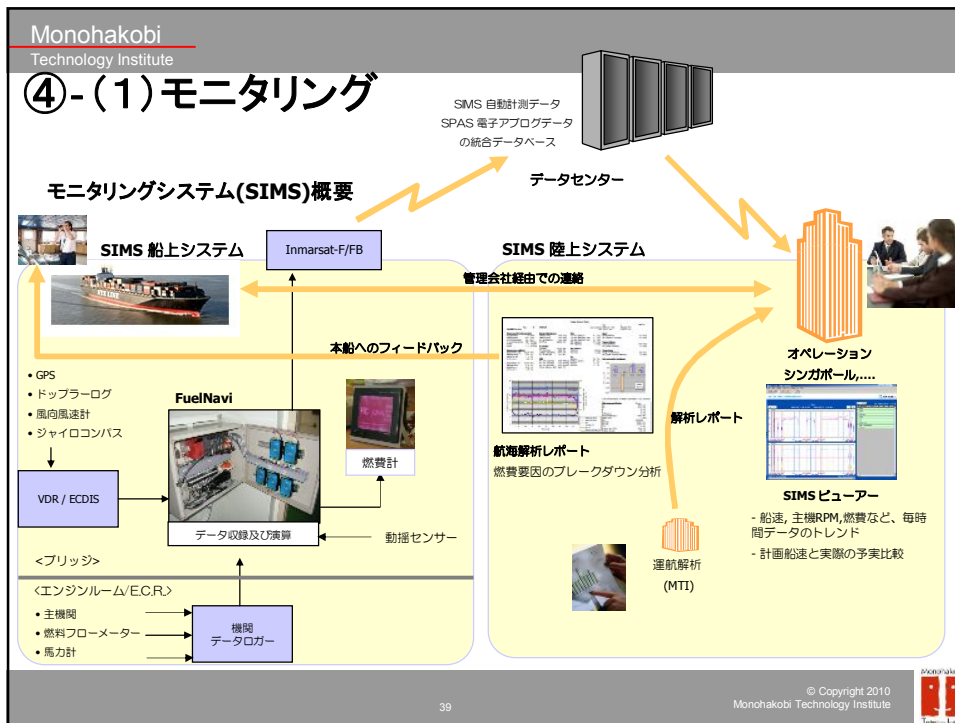 Monohakobi
Technology Institute
④-(１)モニタリング
SIMS 自動計測データ
SPAS 電子アブログデータ
の統合データベース
データセンター
モニタリングシステム(SIMS)概要
SIMS 船上システム
Inmarsat-F/FB
SIMS 陸上システム
管理会社経由での連絡
本船へのフィードバック
• GPS
• ドップラーログ
• 風向風速計
• ジャイロコンパス
FuelNavi
燃費計
VDR / ECDIS
データ収録及び演算
動揺センサー
<ブリッジ>
<エンジンルーム/E.C.R.>
• 主機関
• 燃料フローメーター
• 馬力計
機関
データロガー
航海解析レポート
燃費要因のブレークダウン分析
解析レポート
運航解析
(MTI)
オペレーション
シンガポール,....
SIMS ビューアー
- 船速, 主機RPM,燃費など、毎時
間データのトレンド
- 計画船速と実際の予実比較
39
© Copyright 2010
Monohakobi Technology Institute